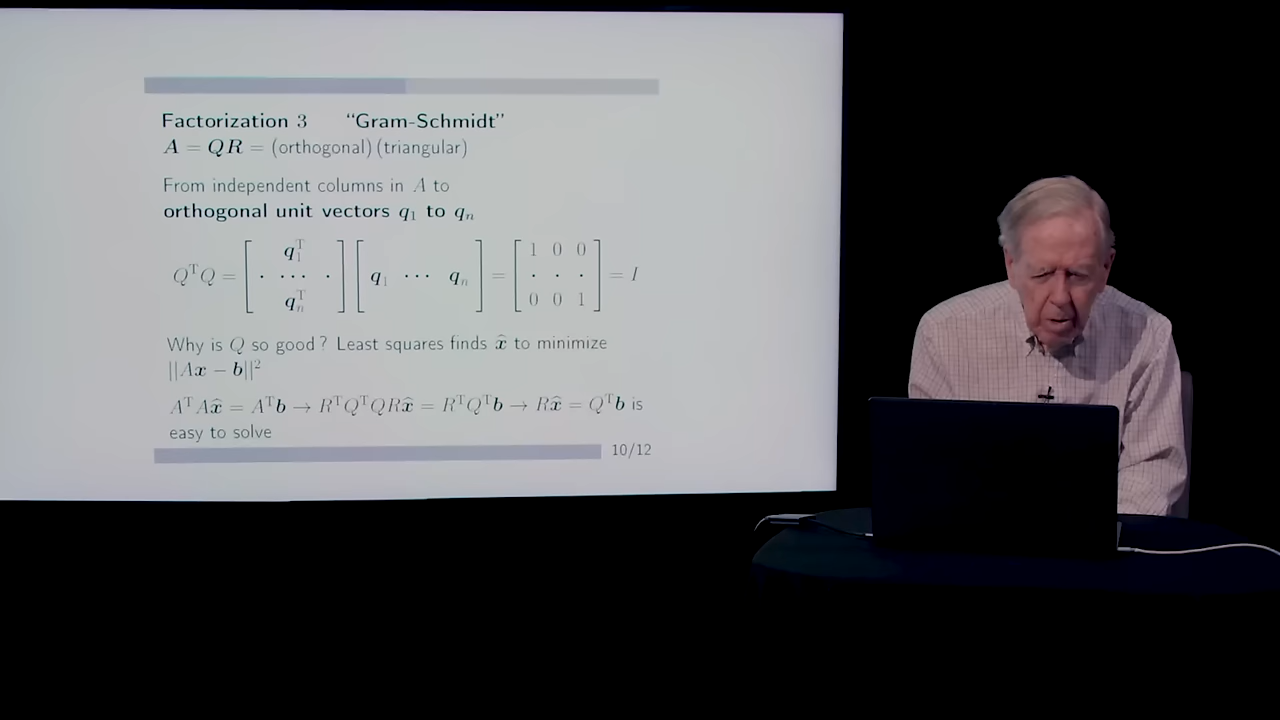 Factorization 3 “Gram-Schmidt”
A = QR = (orthogonal) (triangular)
From independent columns in A to
orthogonal unit vectors q₁ to qₙ
QᵀQ = [ q₁ᵀ · ··· · qₙᵀ ] [ q₁ ··· qₙ ] = [ 1 0 0 · · · 0 0 1 ] = I
Why is Q so good? Least squares finds x̂ to minimize
||Ax − b||²
AᵀAx̂ = Aᵀb → RᵀQᵀQRx̂ = RᵀQᵀb → Rx̂ = Qᵀb is
easy to solve
10/12